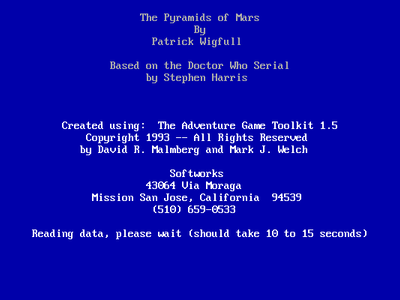 The Pyramids of Mars
By
Patrick Wigfull
Based on the Doctor Who Serial
by Stephen Harris
Created using:  The Adventure Game Toolkit 1.5
Copyright 1993 -- All Rights Reserved
by David R. Malmberg and Mark J. Welch
Softworks
43064 Via Moraga
Mission San Jose, California  94539
(510) 659-0533
Reading data, please wait (should take 10 to 15 seconds)